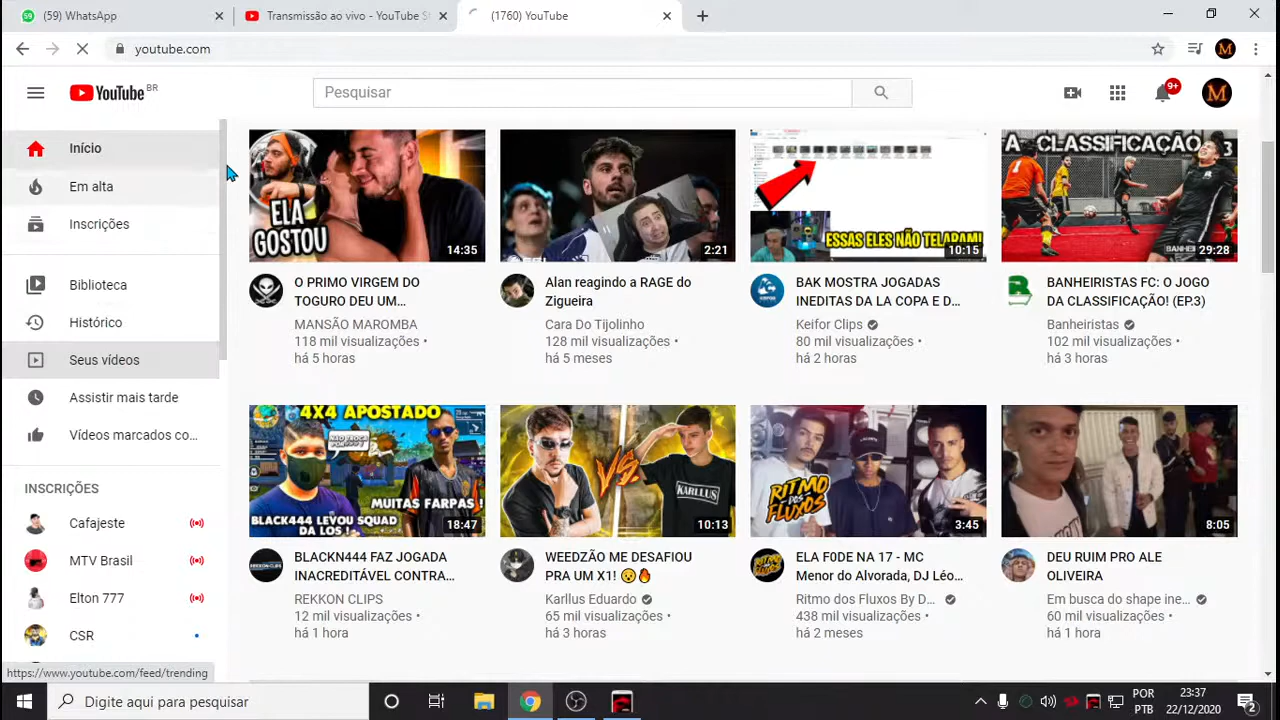 (59) WhatsApp
Transmissão ao vivo - YouTube S
(1760) YouTube
youtube.com
YouTube BR
Pesquisar
9+
M
Início
Em alta
Inscrições
Biblioteca
Histórico
Seus vídeos
Assistir mais tarde
Vídeos marcados co...
INSCRIÇÕES
Cafajeste
MTV Brasil
Elton 777
CSR
ELA
GOSTOU
14:35
2:21
ESSAS ELES NÃO TELARAM!
10:15
A CLASSIFICAÇÃO
29:28
O PRIMO VIRGEM DO
TOGURO DEU UM...
MANSÃO MAROMBA
118 mil visualizações •
há 5 horas
Alan reagindo a RAGE do
Zigueira
Cara Do Tijolinho
128 mil visualizações •
há 5 meses
BAK MOSTRA JOGADAS
INEDITAS DA LA COPA E D...
Keifor Clips
80 mil visualizações •
há 2 horas
BANHEIRISTAS FC: O JOGO
DA CLASSIFICAÇÃO! (EP.3)
Banheiristas
102 mil visualizações •
há 3 horas
4X4 APOSTADO
MUITAS FARPAS !
BLACK444 LEVOU SQUAD
DA LOS !
18:47
VS.
KARLLUS
10:13
RITMO
DOS
FLUXOS
3:45
8:05
BLACKN444 FAZ JOGADA
INACREDITÁVEL CONTRA...
REKKON CLIPS
12 mil visualizações •
há 1 hora
WEEDZÃO ME DESAFIOU
PRA UM X1! 😮🔥
Karllus Eduardo
65 mil visualizações •
há 3 horas
ELA F0DE NA 17 - MC
Menor do Alvorada, DJ Léo...
Ritmo dos Fluxos By D...
438 mil visualizações •
há 2 meses
DEU RUIM PRO ALE
OLIVEIRA
Em busca do shape ine...
60 mil visualizações •
há 1 hora
https://www.youtube.com/feed/trending
Digite aqui para pesquisar
POR
PTB
23:37
22/12/2020
2